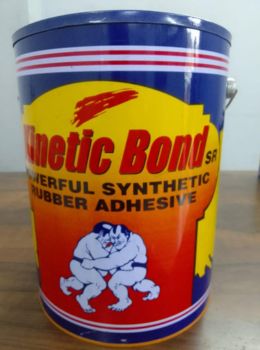 Kinetic Bond SR
POWERFUL SYNTHETIC
RUBBER ADHESIVE